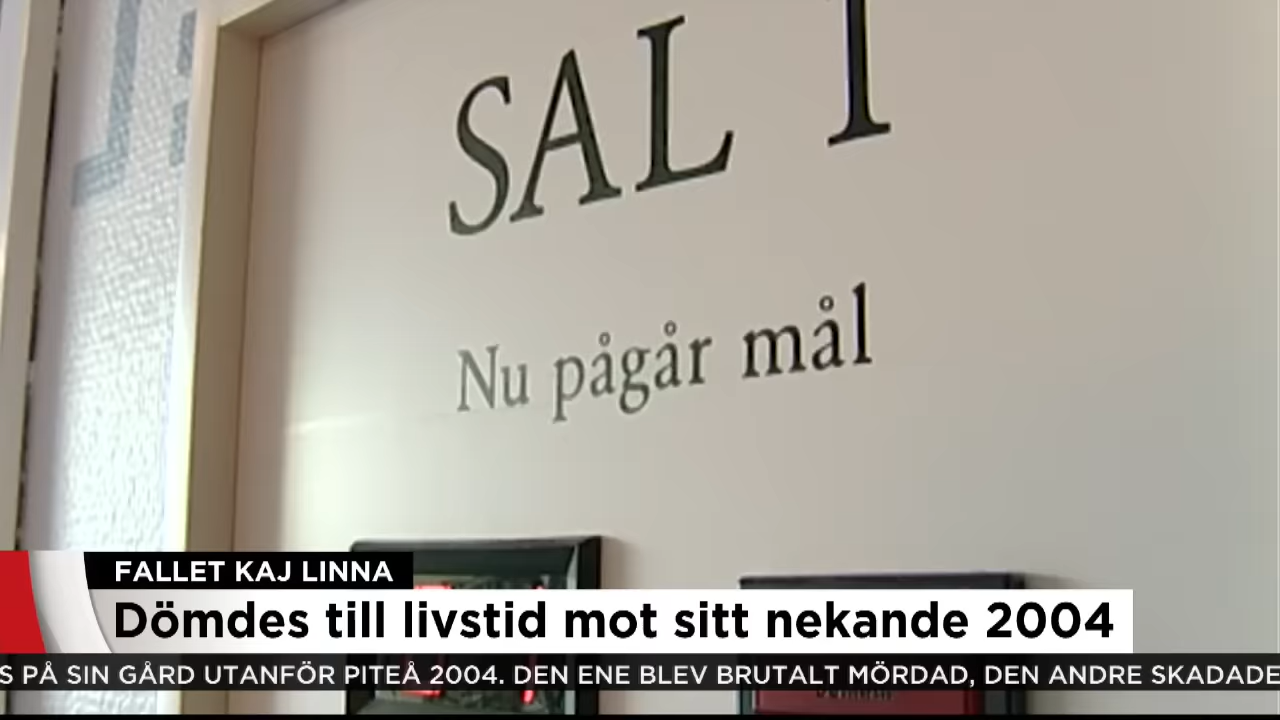 SAL 1
Nu pågår mål
FALLET KAJ LINNA
Dömdes till livstid mot sitt nekande 2004
S PÅ SIN GÅRD UTANFÖR PITEÅ 2004. DEN ENE BLEV BRUTALT MÖRDAD, DEN ANDRE SKADADE